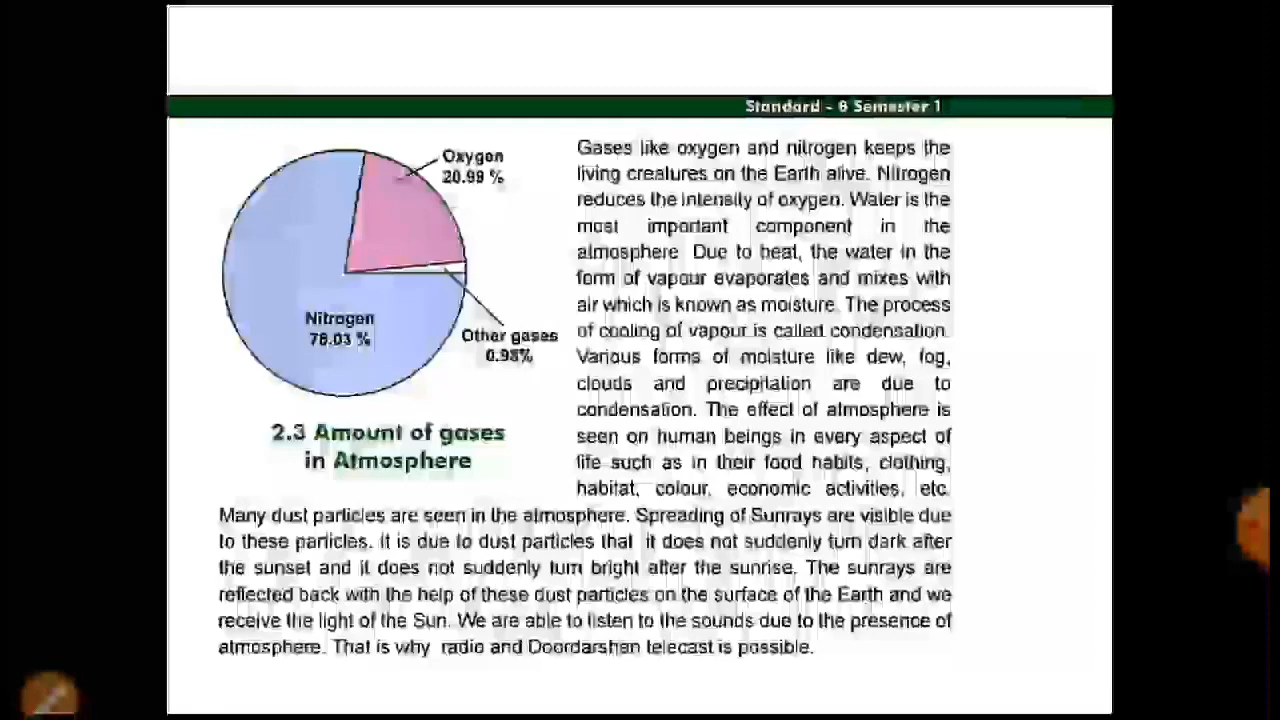 Standard - 6 Semester 1
Oxygen
20.99 %
Nitrogen
78.03 %
Other gases
0.98%
2.3 Amount of gases
in Atmosphere
Gases like oxygen and nitrogen keeps the
living creatures on the Earth alive. Nitrogen
reduces the intensity of oxygen. Water is the
most important component in the
atmosphere. Due to heat, the water in the
form of vapour evaporates and mixes with
air which is known as moisture. The process
of cooling of vapour is called condensation.
Various forms of moisture like dew, fog,
clouds and precipitation are due to
condensation. The effect of atmosphere is
seen on human beings in every aspect of
life such as in their food habits, clothing,
habitat, colour, economic activities, etc.
Many dust particles are seen in the atmosphere. Spreading of Sunrays are visible due
to these particles. It is due to dust particles that it does not suddenly turn dark after
the sunset and it does not suddenly turn bright after the sunrise. The sunrays are
reflected back with the help of these dust particles on the surface of the Earth and we
receive the light of the Sun. We are able to listen to the sounds due to the presence of
atmosphere. That is why radio and Doordarshan telecast is possible.